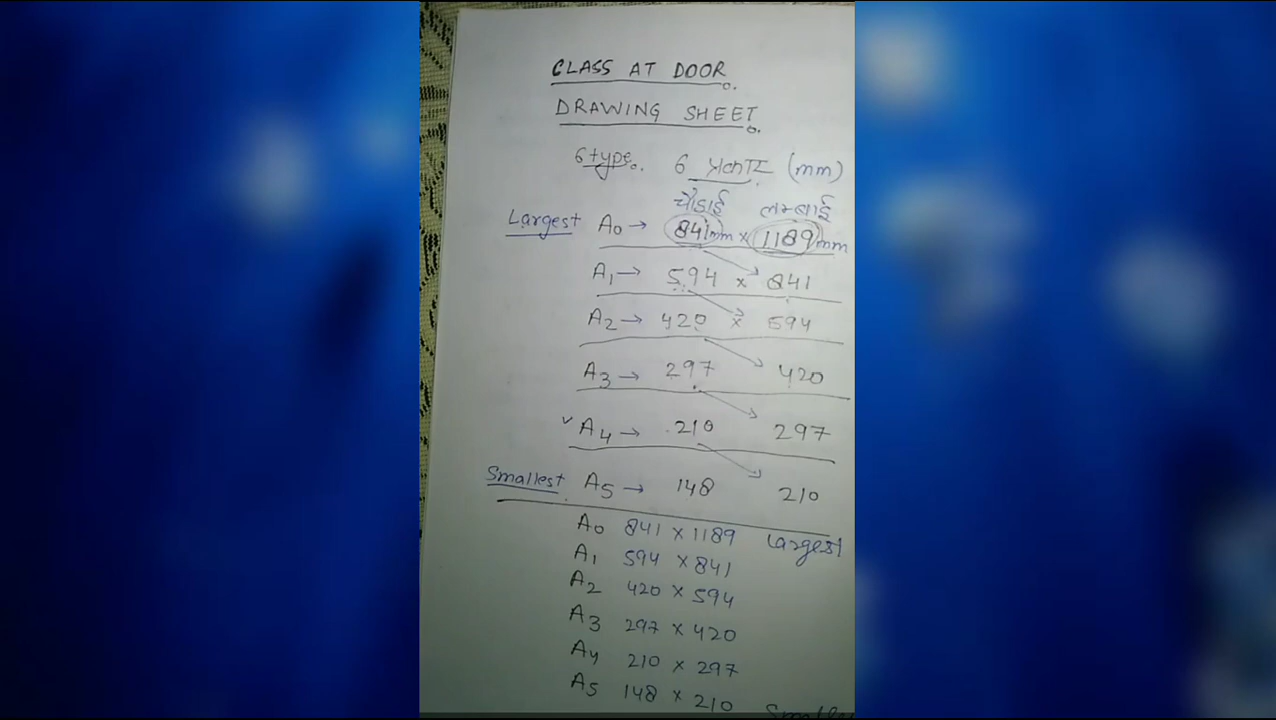 CLASS AT DOOR
DRAWING SHEET
6 type. 6 प्रकार (mm)
चौड़ाई लम्बाई
Largest A0 → 841mm x 1189mm
A1 → 594 x 841
A2 → 420 x 594
A3 → 297 420
✓ A4 → 210 297
Smallest A5 → 148 210
A0 841 x 1189 Largest
A1 594 x 841
A2 420 x 594
A3 297 x 420
A4 210 x 297
A5 148 x 210